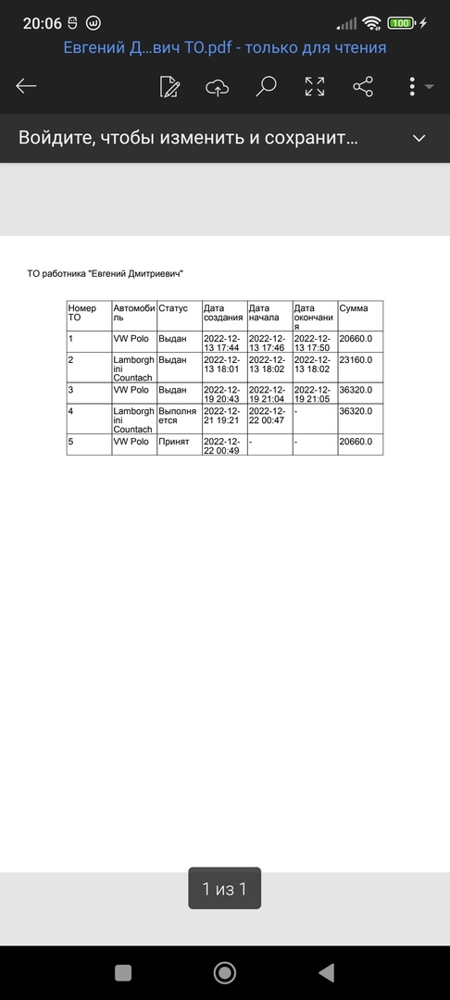 20:06
100
Евгений Д...вич ТО.pdf - только для чтения
Войдите, чтобы изменить и сохранит...
ТО работника "Евгений Дмитриевич"
Номер ТО Автомобиль Статус Дата создания Дата начала Дата окончания Сумма
1 VW Polo Выдан 2022-12-13 17:44 2022-12-13 17:46 2022-12-13 17:50 20660.0
2 Lamborghini Countach Выдан 2022-12-13 18:01 2022-12-13 18:02 2022-12-13 18:02 23160.0
3 VW Polo Выдан 2022-12-19 20:43 2022-12-19 21:04 2022-12-19 21:05 36320.0
4 Lamborghini Countach Выполняется 2022-12-21 19:21 2022-12-22 00:47 - 36320.0
5 VW Polo Принят 2022-12-22 00:49 - - 20660.0
1 из 1